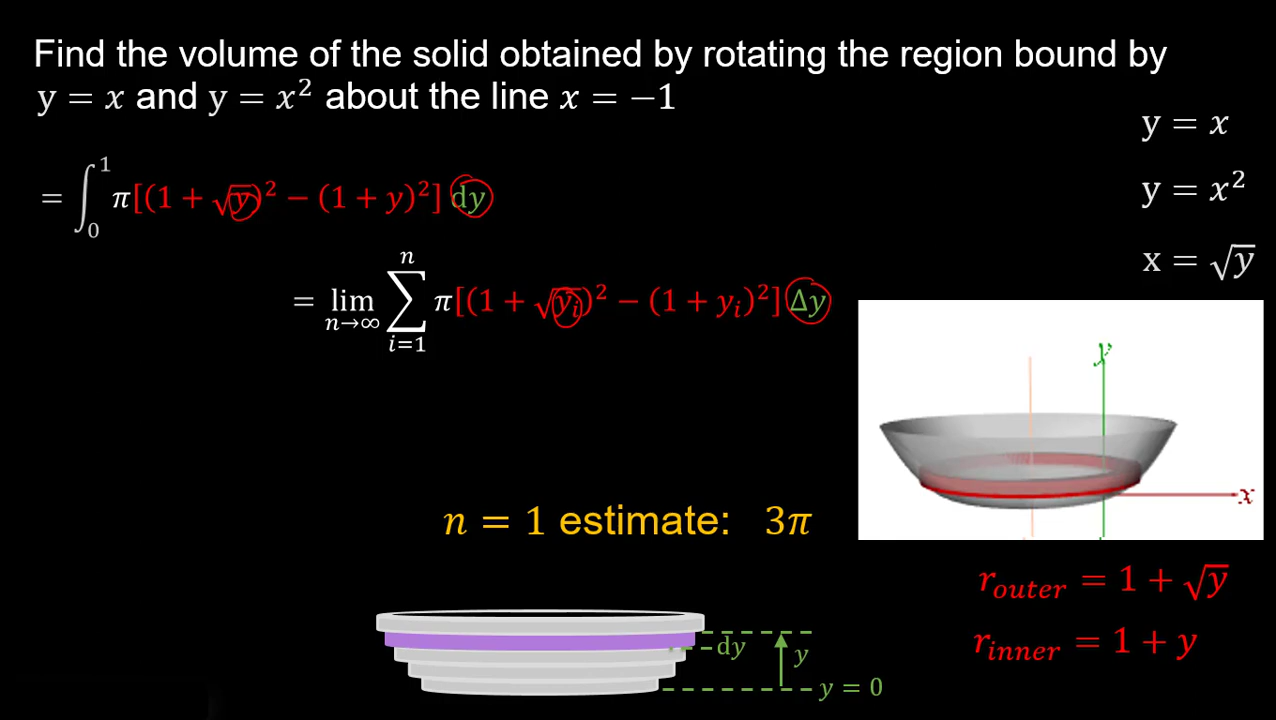 Find the volume of the solid obtained by rotating the region bound by
y = x and y = x² about the line x = −1
y = x
= ∫₀¹ π[(1 + √y)² − (1 + y)²] dy
y = x²
x = √y
= lim n→∞ ∑ i=1 n π[(1 + √yᵢ)² − (1 + yᵢ)²] Δy
y
x
n = 1 estimate: 3π
r_outer = 1 + √y
r_inner = 1 + y
dy
y
y = 0